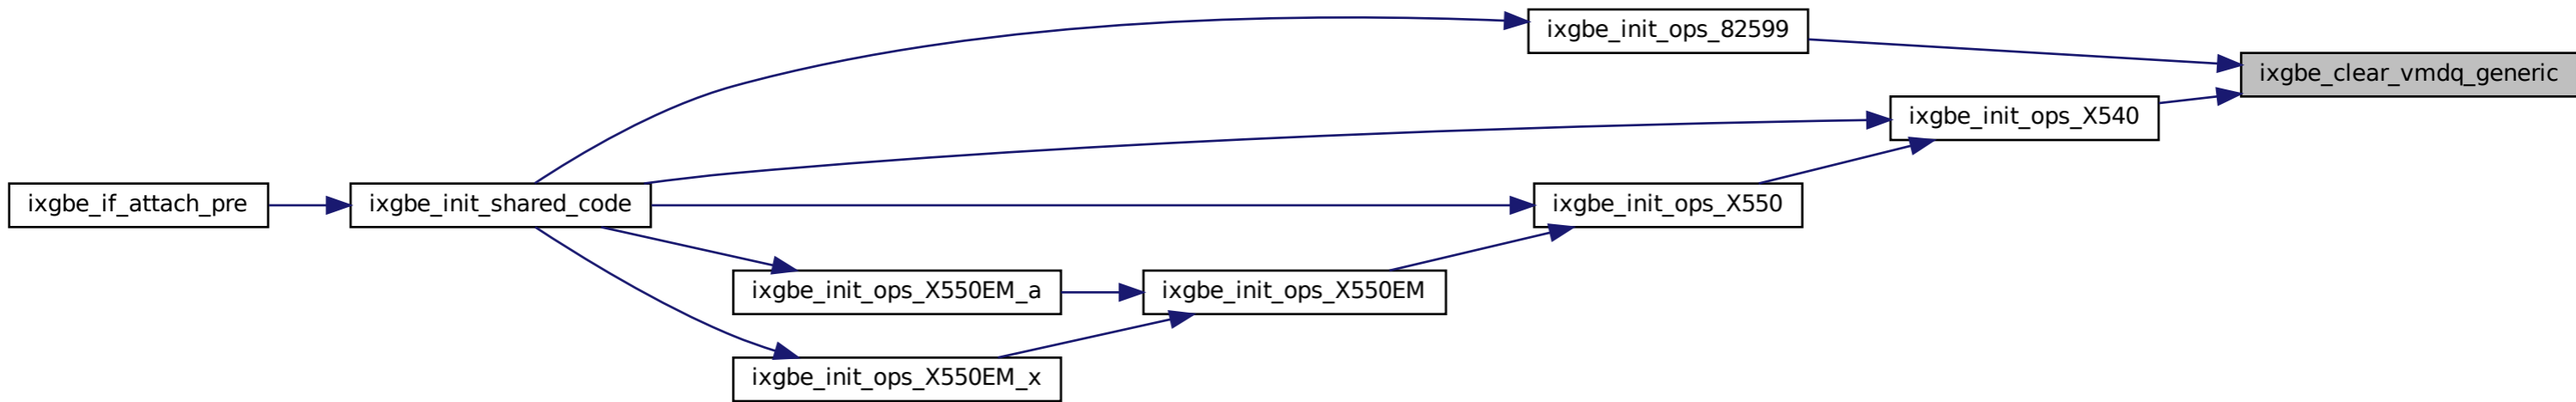 ixgbe_init_ops_82599
ixgbe_clear_vmdq_generic
ixgbe_init_ops_X540
ixgbe_if_attach_pre
ixgbe_init_shared_code
ixgbe_init_ops_X550
ixgbe_init_ops_X550EM_a
ixgbe_init_ops_X550EM
ixgbe_init_ops_X550EM_x